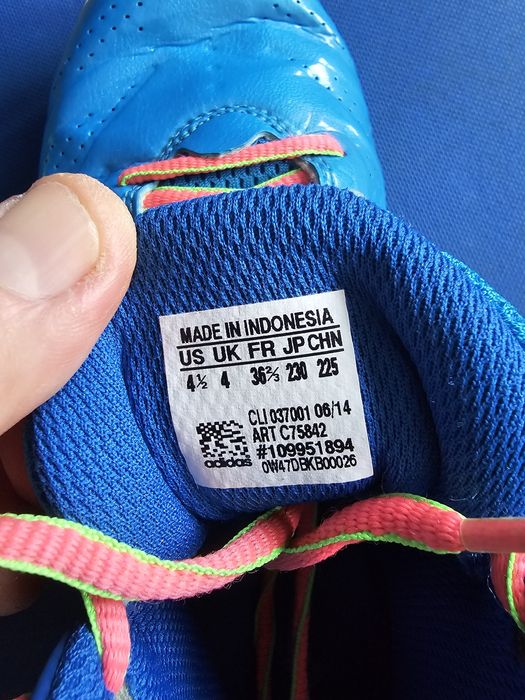 MADE IN INDONESIA
US UK FR JP CHN
4½ 4 36⅔ 230 225
CLI 037001 06/14
ART C75842
#109951894
adidas 0W47DBKB00026